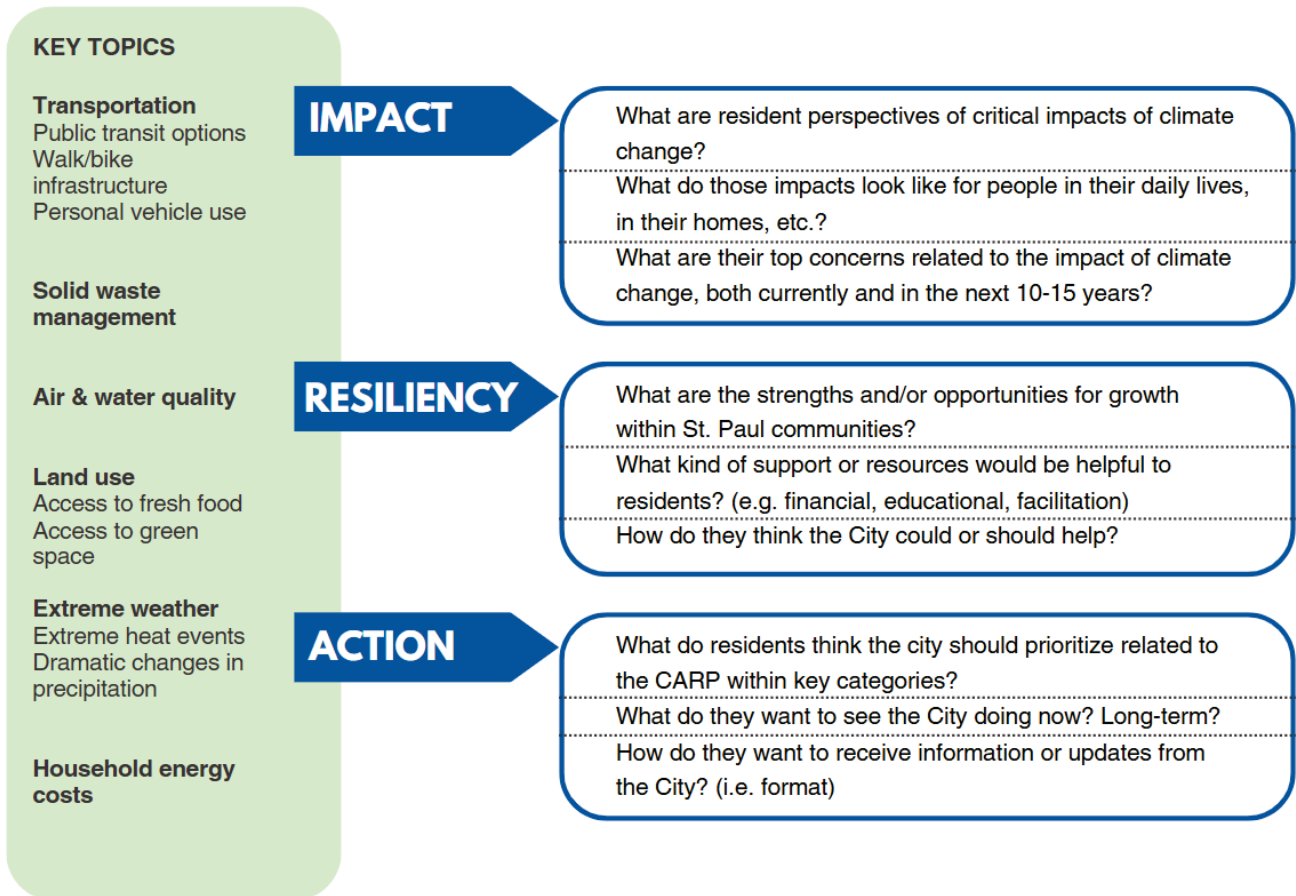 KEY TOPICS
Transportation
Public transit options
Walk/bike
infrastructure
Personal vehicle use
Solid waste
management
Air & water quality
Land use
Access to fresh food
Access to green
space
Extreme weather
Extreme heat events
Dramatic changes in
precipitation
Household energy
costs
IMPACT
What are resident perspectives of critical impacts of climate
change?
What do those impacts look like for people in their daily lives,
in their homes, etc.?
What are their top concerns related to the impact of climate
change, both currently and in the next 10-15 years?
RESILIENCY
What are the strengths and/or opportunities for growth
within St. Paul communities?
What kind of support or resources would be helpful to
residents? (e.g. financial, educational, facilitation)
How do they think the City could or should help?
ACTION
What do residents think the city should prioritize related to
the CARP within key categories?
What do they want to see the City doing now? Long-term?
How do they want to receive information or updates from
the City? (i.e. format)